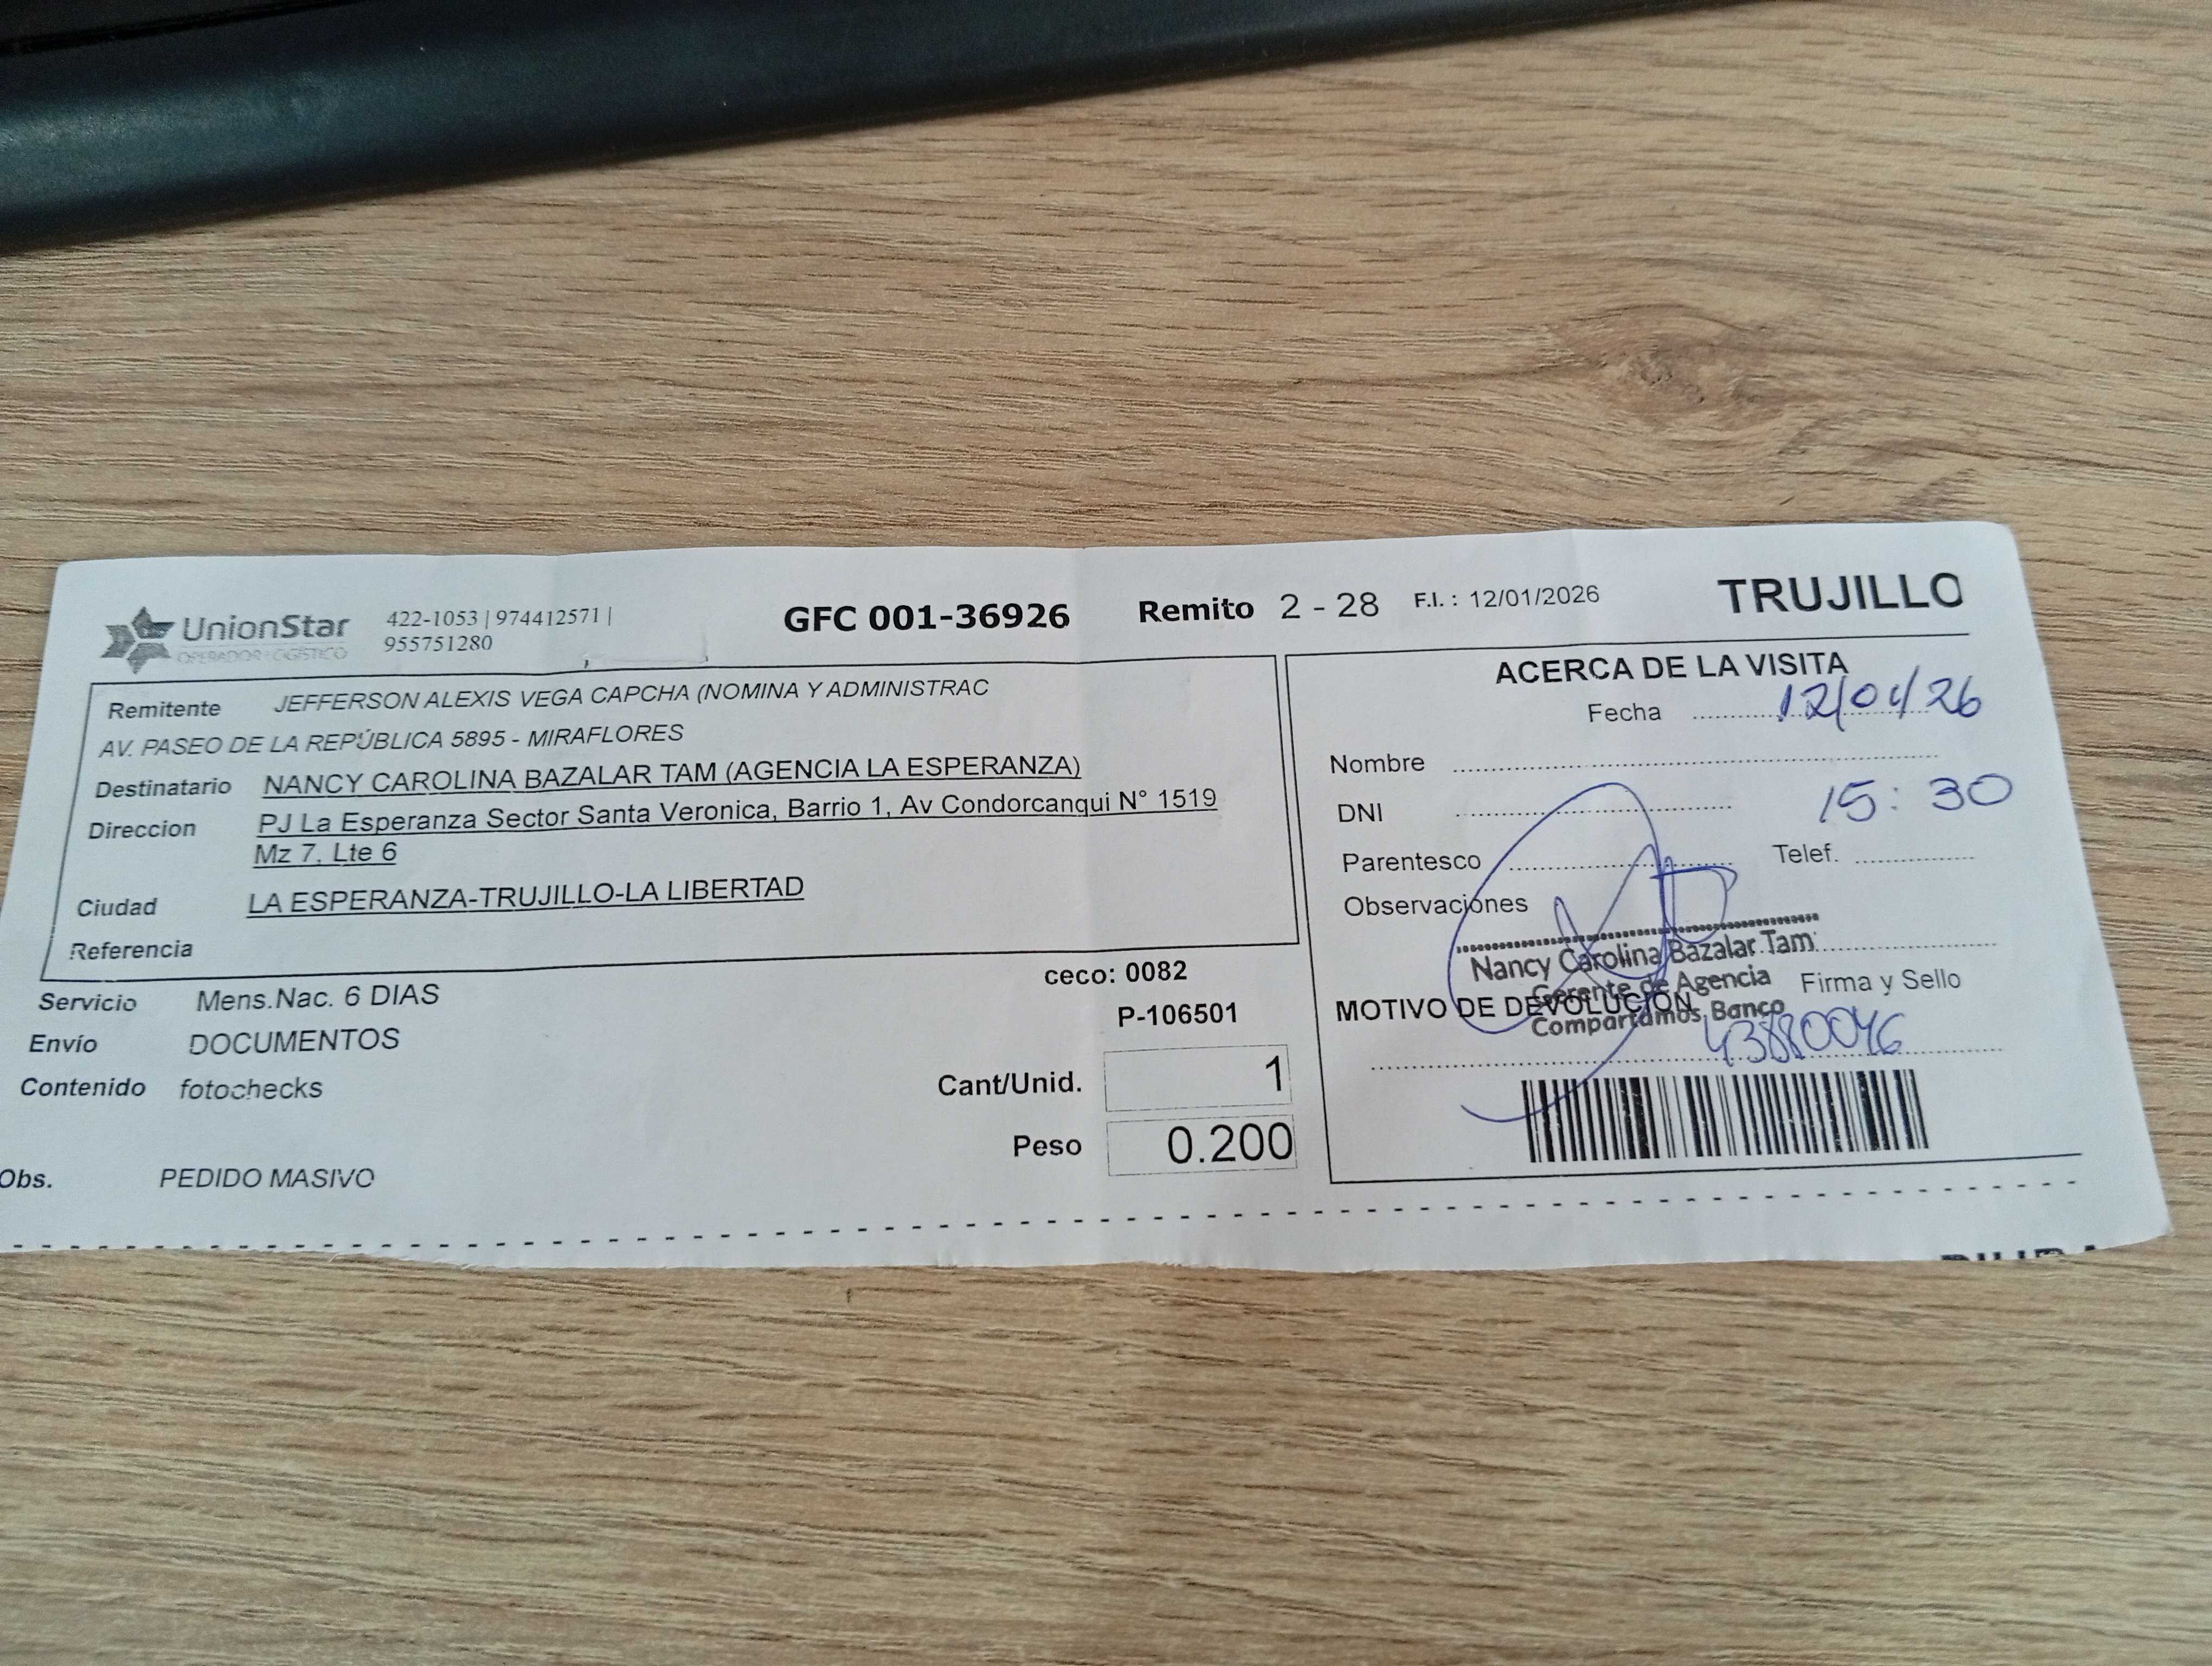 UnionStar
OPERADOR LOGÍSTICO
422-1053 | 974412571 |
955751280
GFC 001-36926
Remito 2 - 28
F.I. : 12/01/2026
TRUJILLO
Remitente JEFFERSON ALEXIS VEGA CAPCHA (NOMINA Y ADMINISTRAC
AV. PASEO DE LA REPÚBLICA 5895 - MIRAFLORES
Destinatario NANCY CAROLINA BAZALAR TAM (AGENCIA LA ESPERANZA)
Direccion PJ La Esperanza Sector Santa Veronica, Barrio 1, Av Condorcanqui N° 1519
Mz 7. Lte 6
Ciudad LA ESPERANZA-TRUJILLO-LA LIBERTAD
Referencia
ceco: 0082
Servicio Mens.Nac. 6 DIAS
P-106501
Envío DOCUMENTOS
Contenido fotochecks
Cant/Unid. 1
Peso 0.200
Obs. PEDIDO MASIVO
ACERCA DE LA VISITA
Fecha 12/01/26
Nombre
DNI 15:30
Parentesco Telef.
Observaciones
Nancy Carolina Bazalar Tam
Gerente de Agencia
Firma y Sello
MOTIVO DE DEVOLUCIÓN
Compartamos Banco
43880046